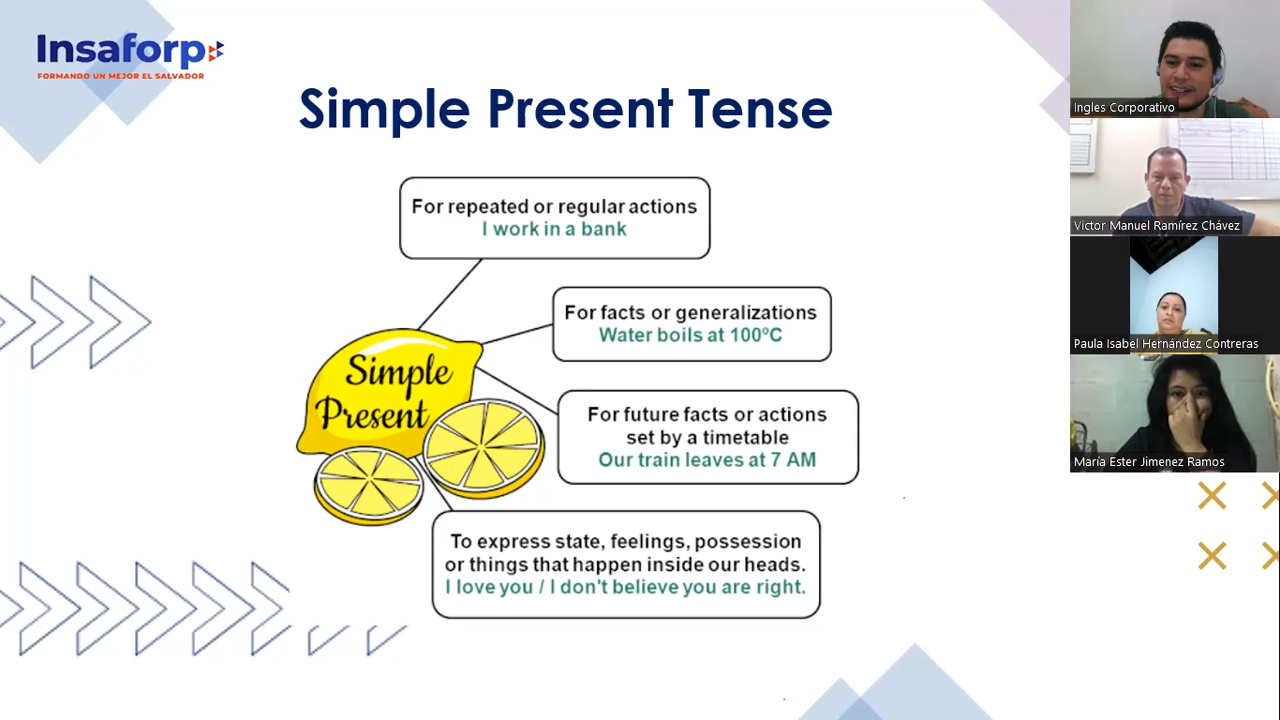 Insaforp
FORMANDO UN MEJOR EL SALVADOR
Simple Present Tense
For repeated or regular actions
I work in a bank
For facts or generalizations
Water boils at 100ºC
Simple
Present
For future facts or actions
set by a timetable
Our train leaves at 7 AM
To express state, feelings, possession
or things that happen inside our heads.
I love you / I don't believe you are right.
Ingles Corporativo
Victor Manuel Ramírez Chávez
Paula Isabel Hernández Contreras
María Ester Jimenez Ramos